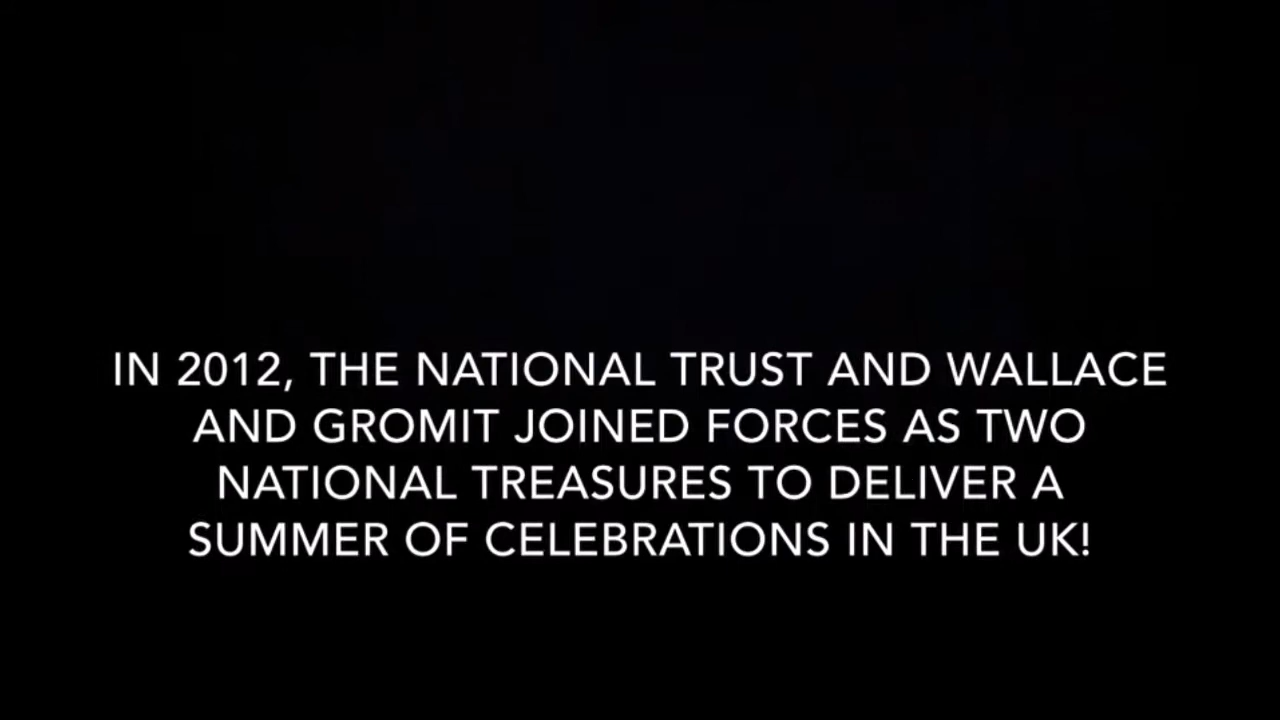 IN 2012, THE NATIONAL TRUST AND WALLACE
AND GROMIT JOINED FORCES AS TWO
NATIONAL TREASURES TO DELIVER A
SUMMER OF CELEBRATIONS IN THE UK!